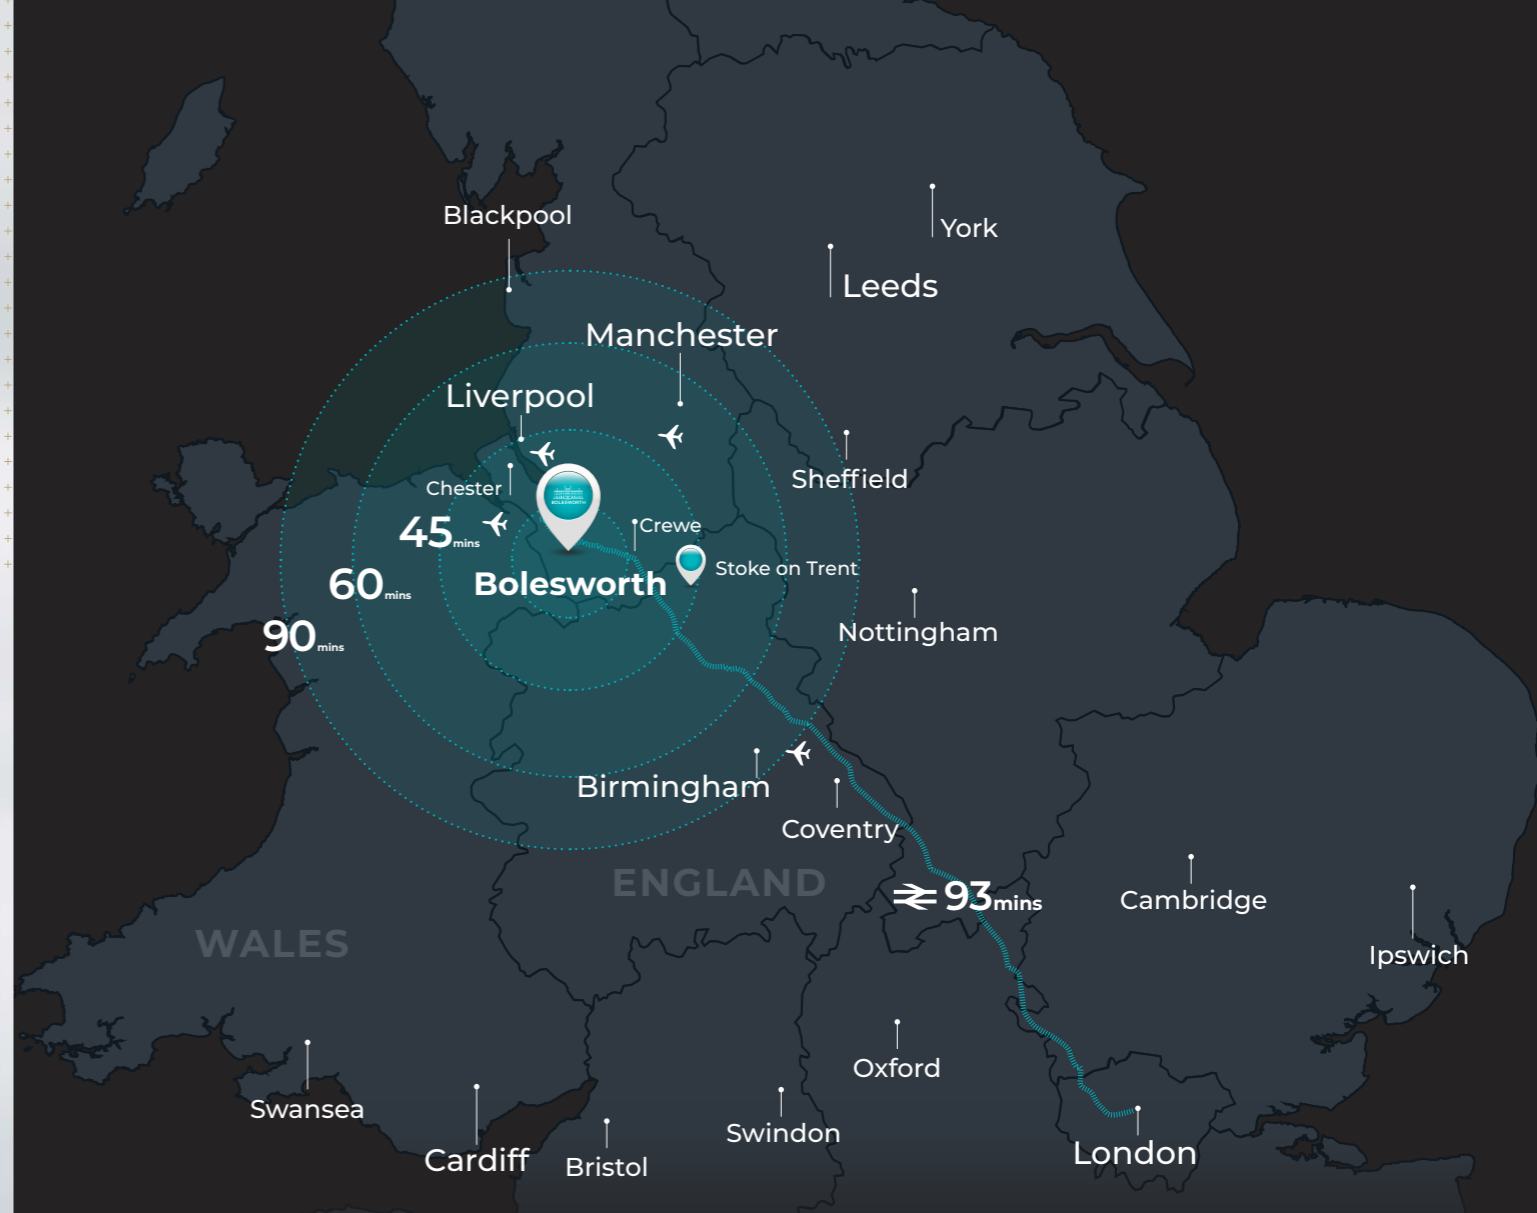 Blackpool
York
Leeds
Manchester
Liverpool
Sheffield
Chester
45mins
Crewe
BOLESWORTH
Stoke on Trent
60mins
Bolesworth
90mins
Nottingham
Birmingham
Coventry
ENGLAND
93mins
Cambridge
WALES
Ipswich
Oxford
Swansea
Swindon
London
Cardiff
Bristol